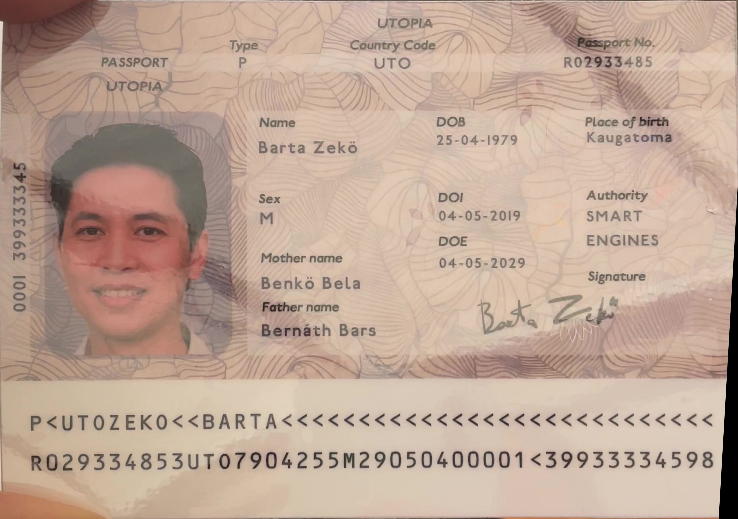 UTOPIA
Type Country Code Passport No.
PASSPORT P UTO R02933485
UTOPIA
Name DOB Place of birth
Barta Zekö 25-04-1979 Kaugatoma
Sex DOI Authority
M 04-05-2019 SMART
DOE ENGINES
Mother name 04-05-2029
Benkö Bela Signature
Father name
Bernáth Bars
Barta Zekö
0001 3993333345
P<UTOZEKO<<BARTA<<<<<<<<<<<<<<<<<<<<<<<<<<<<
R029334853UTO7904255M29050400001<39933334598